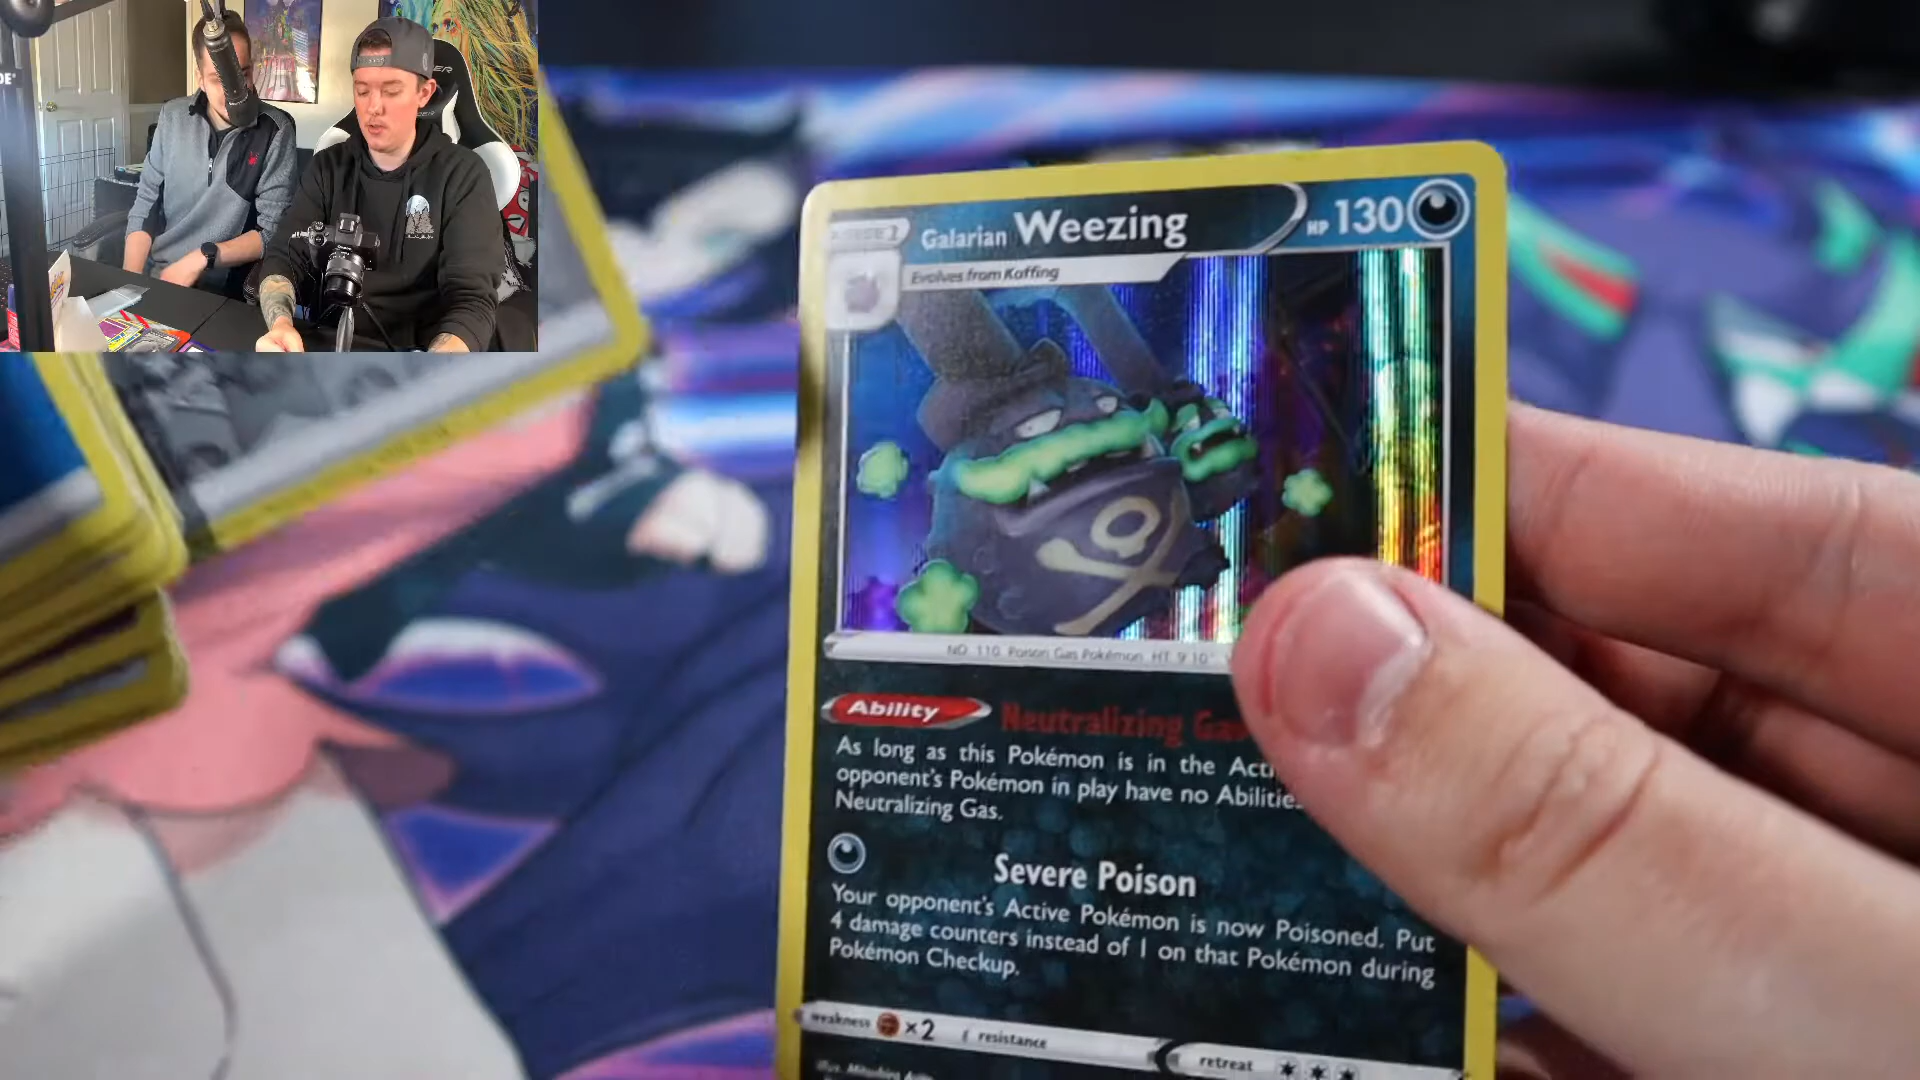 STAGE 1
Galarian Weezing
HP 130
Evolves from Koffing
NO. 110 Poison Gas Pokémon HT 9'10"
Ability Neutralizing
As long as this Pokémon is in the
opponent's Pokémon in play have no
Neutralizing Gas.
Severe Poison
Your opponent's Active Pokémon is now Poisoned. Put
4 damage counters instead of 1 on that Pokémon during
Pokémon Checkup.
weakness ×2 resistance retreat